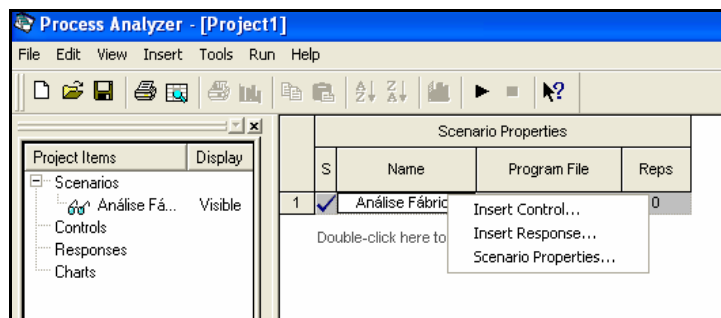 Process Analyzer - [Project1]
File Edit View Insert Tools Run Help
Project Items Display
Scenarios
Análise Fá... Visible
Controls
Responses
Charts
Scenario Properties
S Name Program File Reps
1 Análise Fábric 0
Double-click here to
Insert Control...
Insert Response...
Scenario Properties...